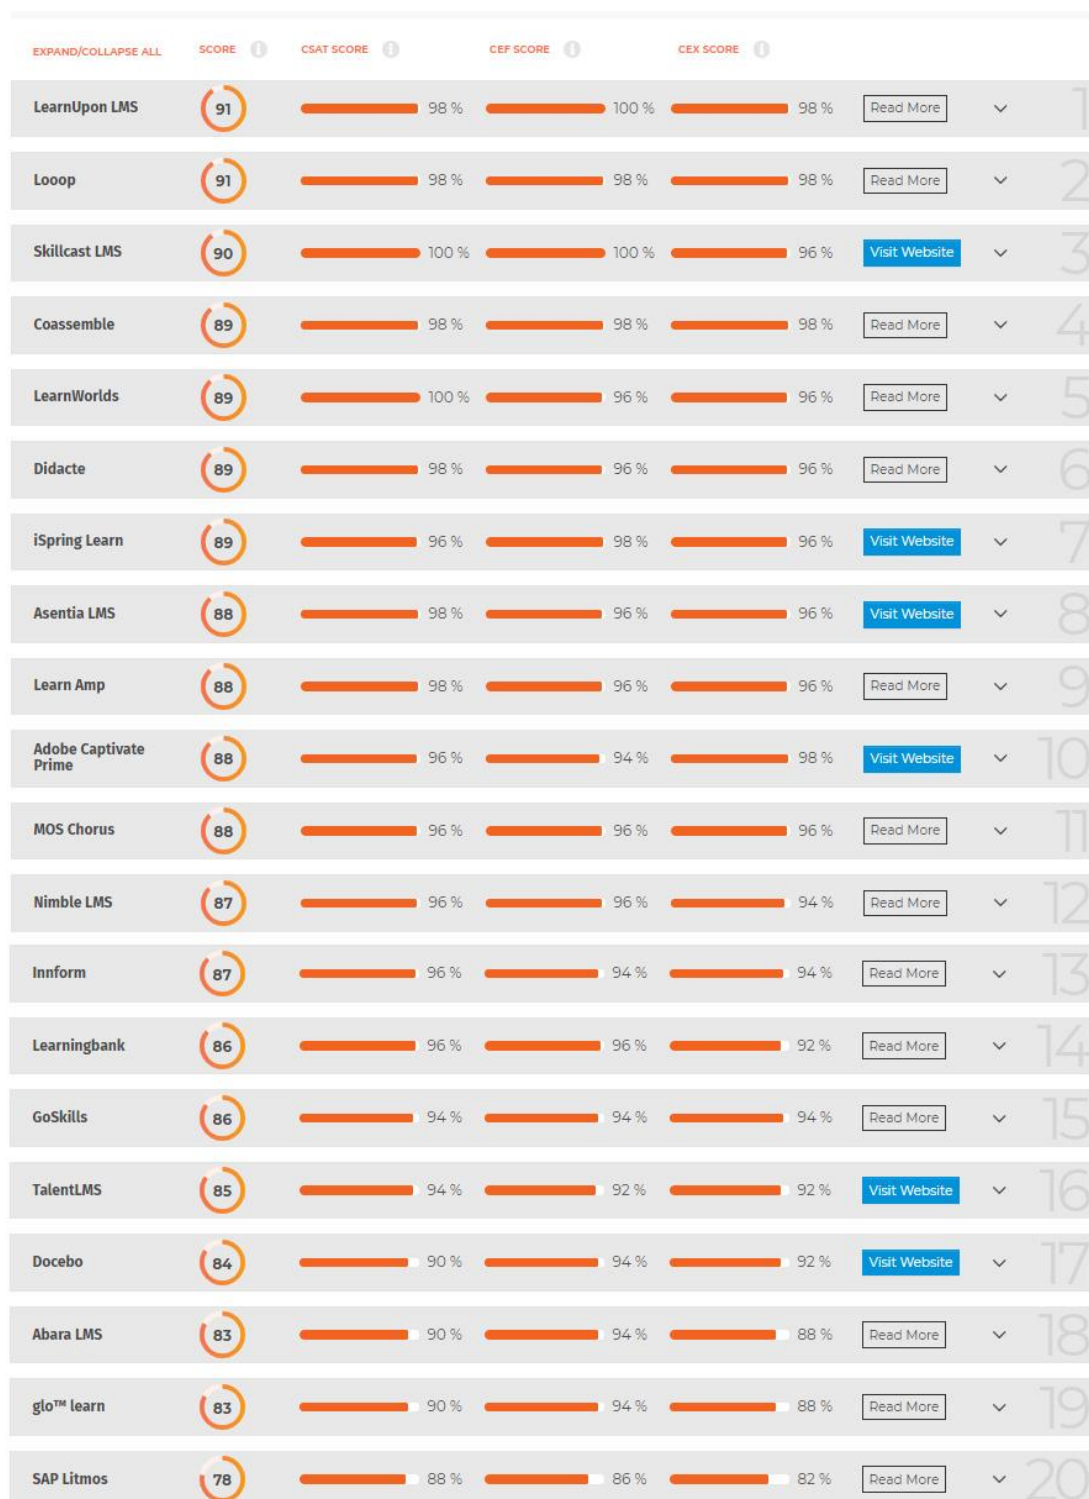 EXPAND/COLLAPSE ALL SCORE i CSAT SCORE i CEF SCORE i CEX SCORE i
LearnUpon LMS 91 98 % 100 % 98 % Read More 1
Looop 91 98 % 98 % 98 % Read More 2
Skillcast LMS 90 100 % 100 % 96 % Visit Website 3
Coassemble 89 98 % 98 % 98 % Read More 4
LearnWorlds 89 100 % 96 % 96 % Read More 5
Didacte 89 98 % 96 % 96 % Read More 6
iSpring Learn 89 96 % 98 % 96 % Visit Website 7
Asentia LMS 88 98 % 96 % 96 % Visit Website 8
Learn Amp 88 98 % 96 % 96 % Read More 9
Adobe Captivate
Prime 88 96 % 94 % 98 % Visit Website 10
MOS Chorus 88 96 % 96 % 96 % Read More 11
Nimble LMS 87 96 % 96 % 94 % Read More 12
Innform 87 96 % 94 % 94 % Read More 13
Learningbank 86 96 % 96 % 92 % Read More 14
GoSkills 86 94 % 94 % 94 % Read More 15
TalentLMS 85 94 % 92 % 92 % Visit Website 16
Docebo 84 90 % 94 % 92 % Visit Website 17
Abara LMS 83 90 % 94 % 88 % Read More 18
glo™ learn 83 90 % 94 % 88 % Read More 19
SAP Litmos 78 88 % 86 % 82 % Read More 20